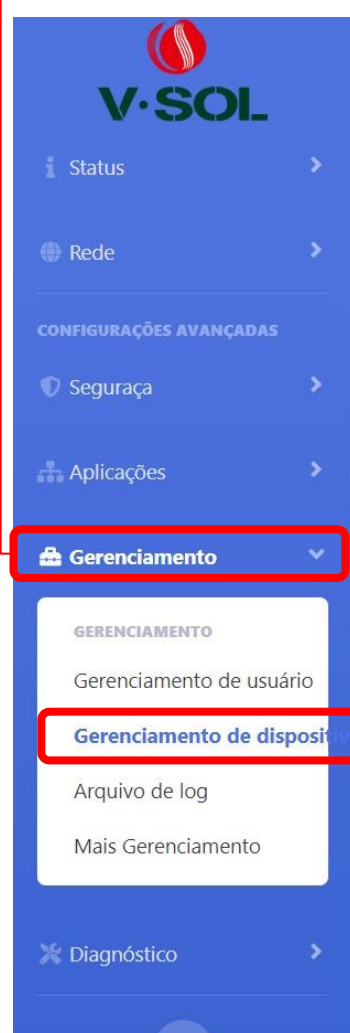 V·SOL
Status
Rede
CONFIGURAÇÕES AVANÇADAS
Seguraça
Aplicações
Gerenciamento
GERENCIAMENTO
Gerenciamento de usuário
Gerenciamento de dispositiv
Arquivo de log
Mais Gerenciamento
Diagnóstico